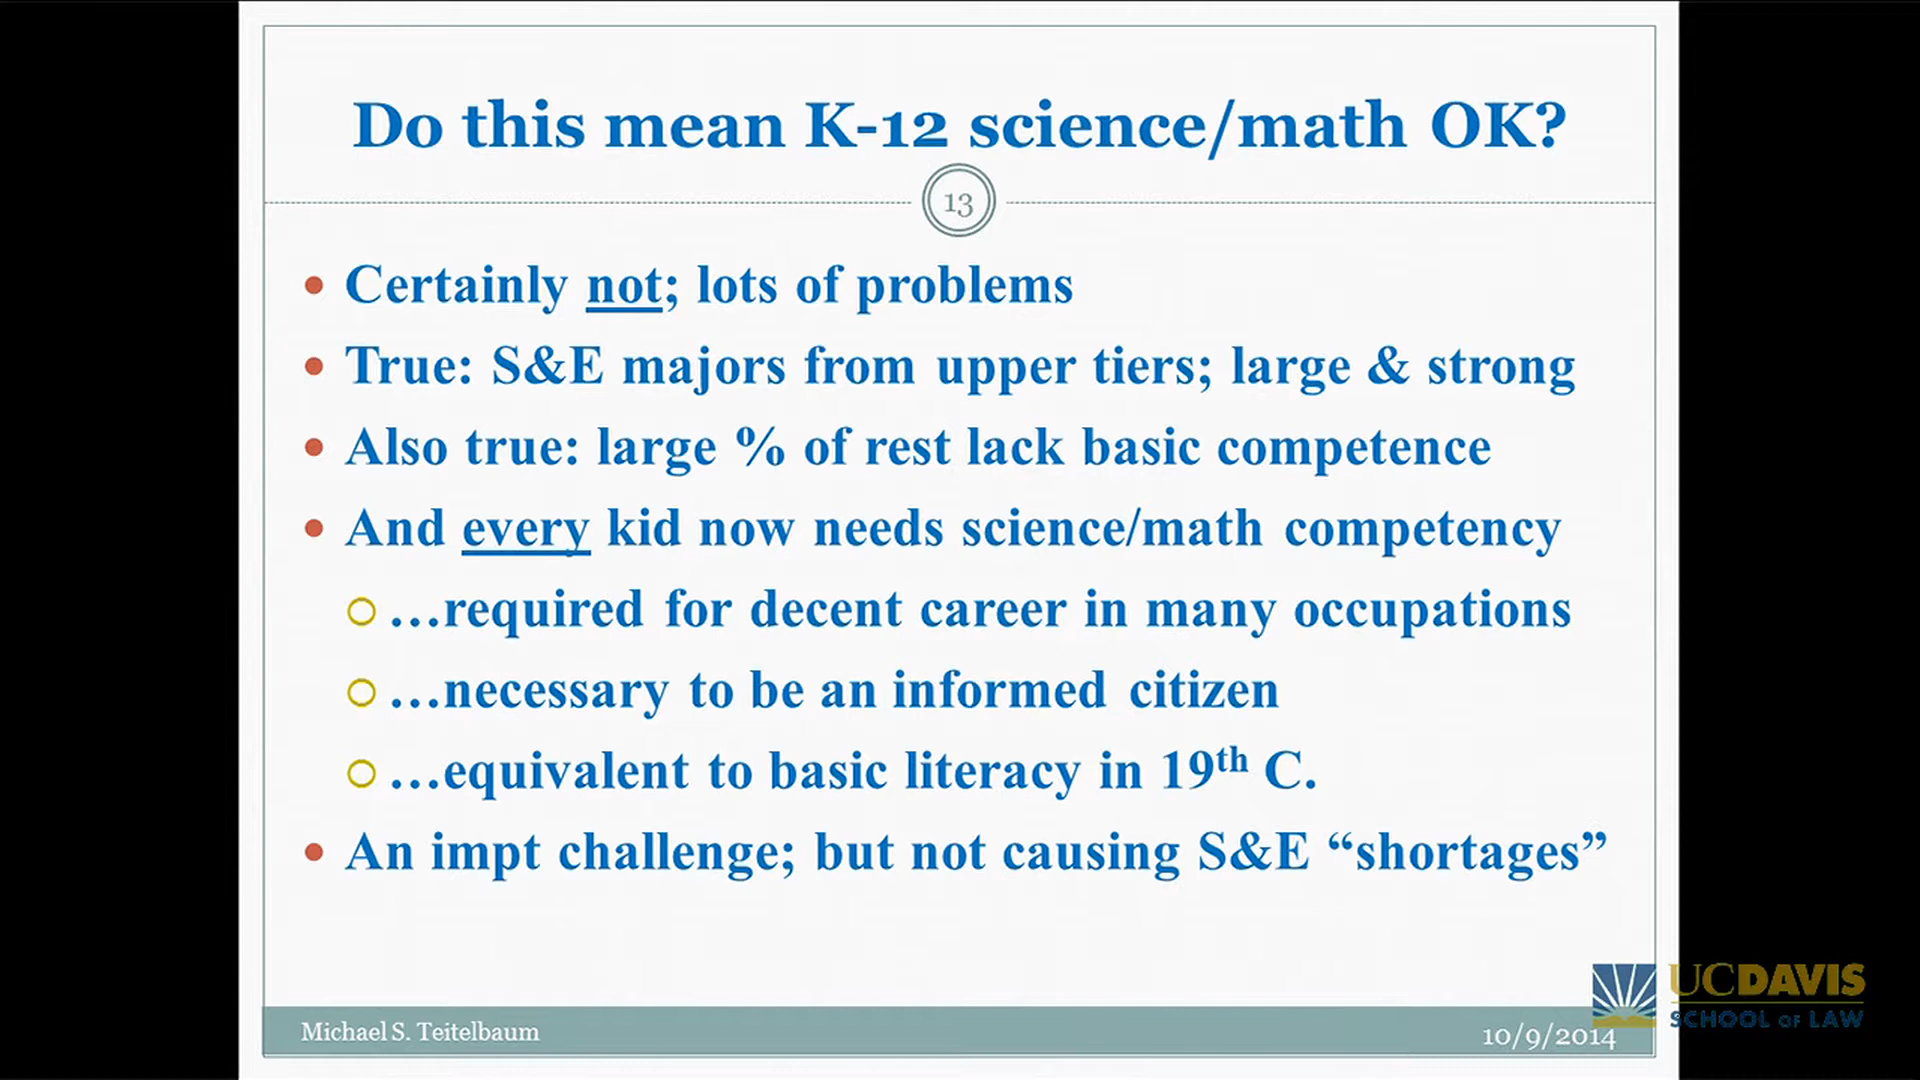 Do this mean K-12 science/math OK?
13
Certainly not; lots of problems
True: S&E majors from upper tiers; large & strong
Also true: large % of rest lack basic competence
And every kid now needs science/math competency
…required for decent career in many occupations
…necessary to be an informed citizen
…equivalent to basic literacy in 19th C.
An impt challenge; but not causing S&E “shortages”
UCDAVIS
SCHOOL OF LAW
Michael S. Teitelbaum
10/9/2014